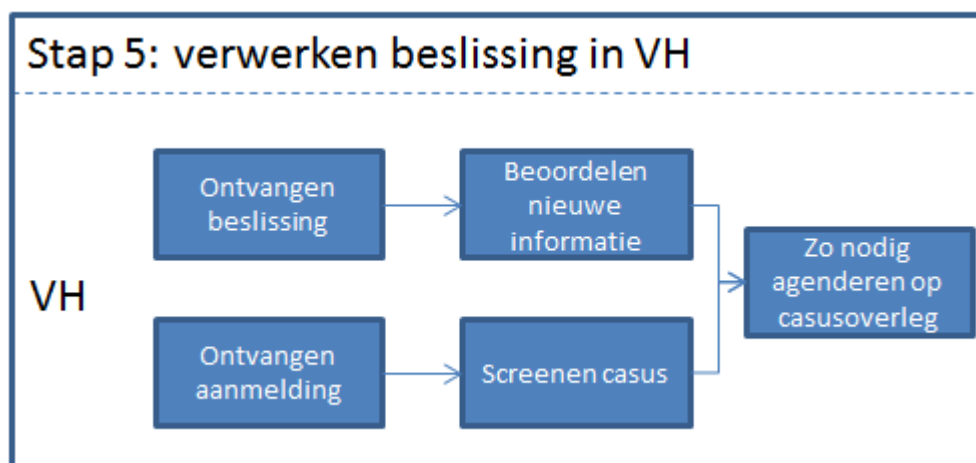 Stap 5: verwerken beslissing in VH
Ontvangen
beslissing
Beoordelen
nieuwe
informatie
Zo nodig
agenderen op
casusoverleg
VH
Ontvangen
aanmelding
Screenen casus